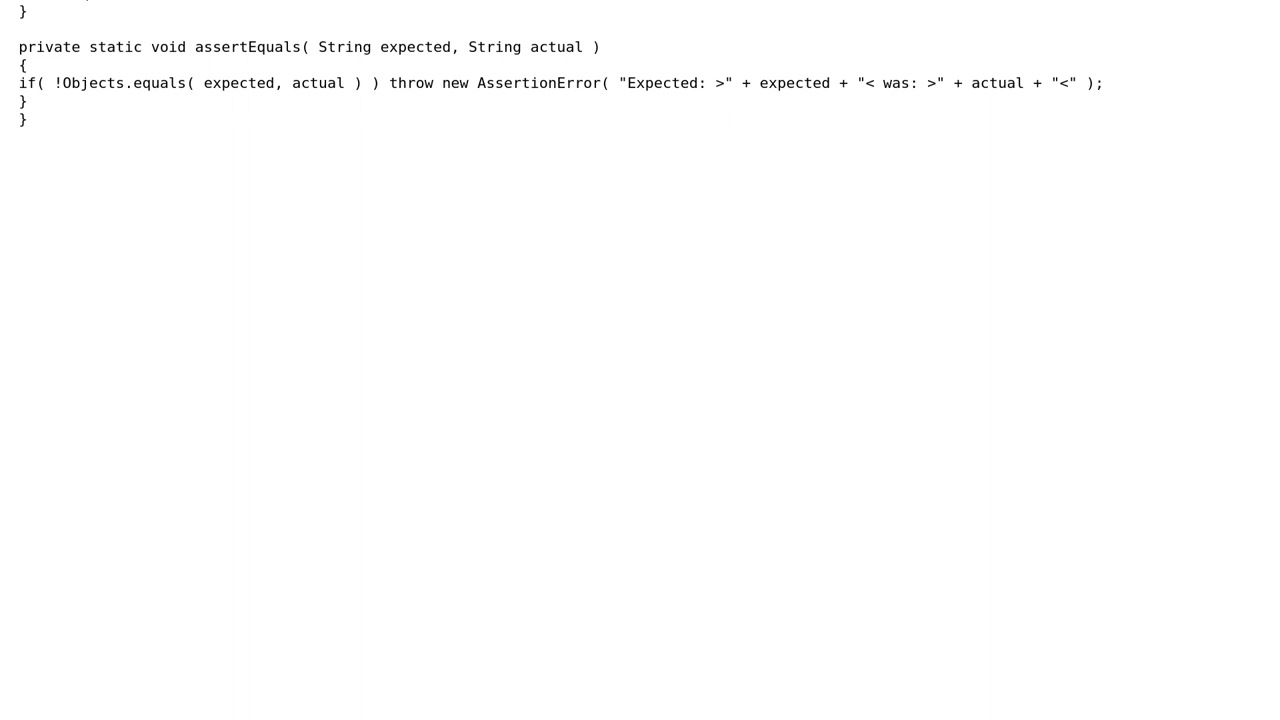 }
private static void assertEquals( String expected, String actual )
{
if( !Objects.equals( expected, actual ) ) throw new AssertionError( "Expected: >" + expected + "< was: >" + actual + "<" );
}
}